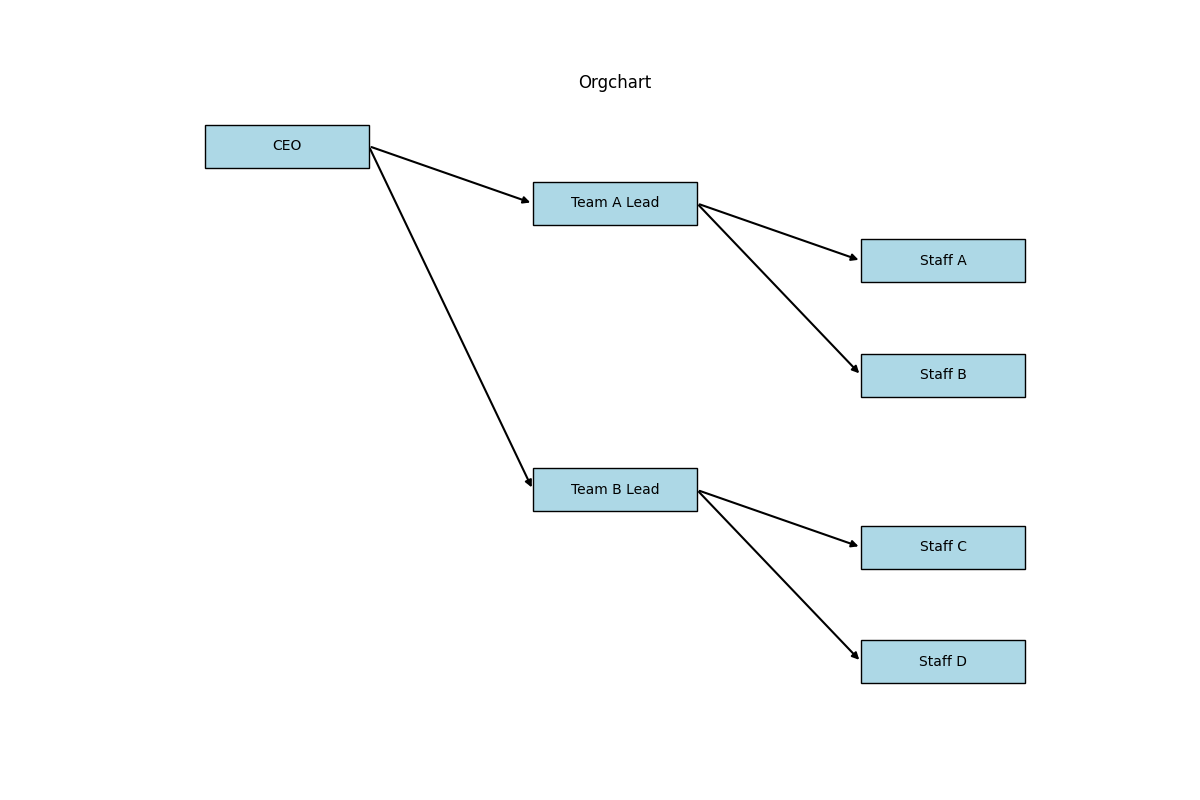 Orgchart
CEO
Team A Lead
Staff A
Staff B
Team B Lead
Staff C
Staff D